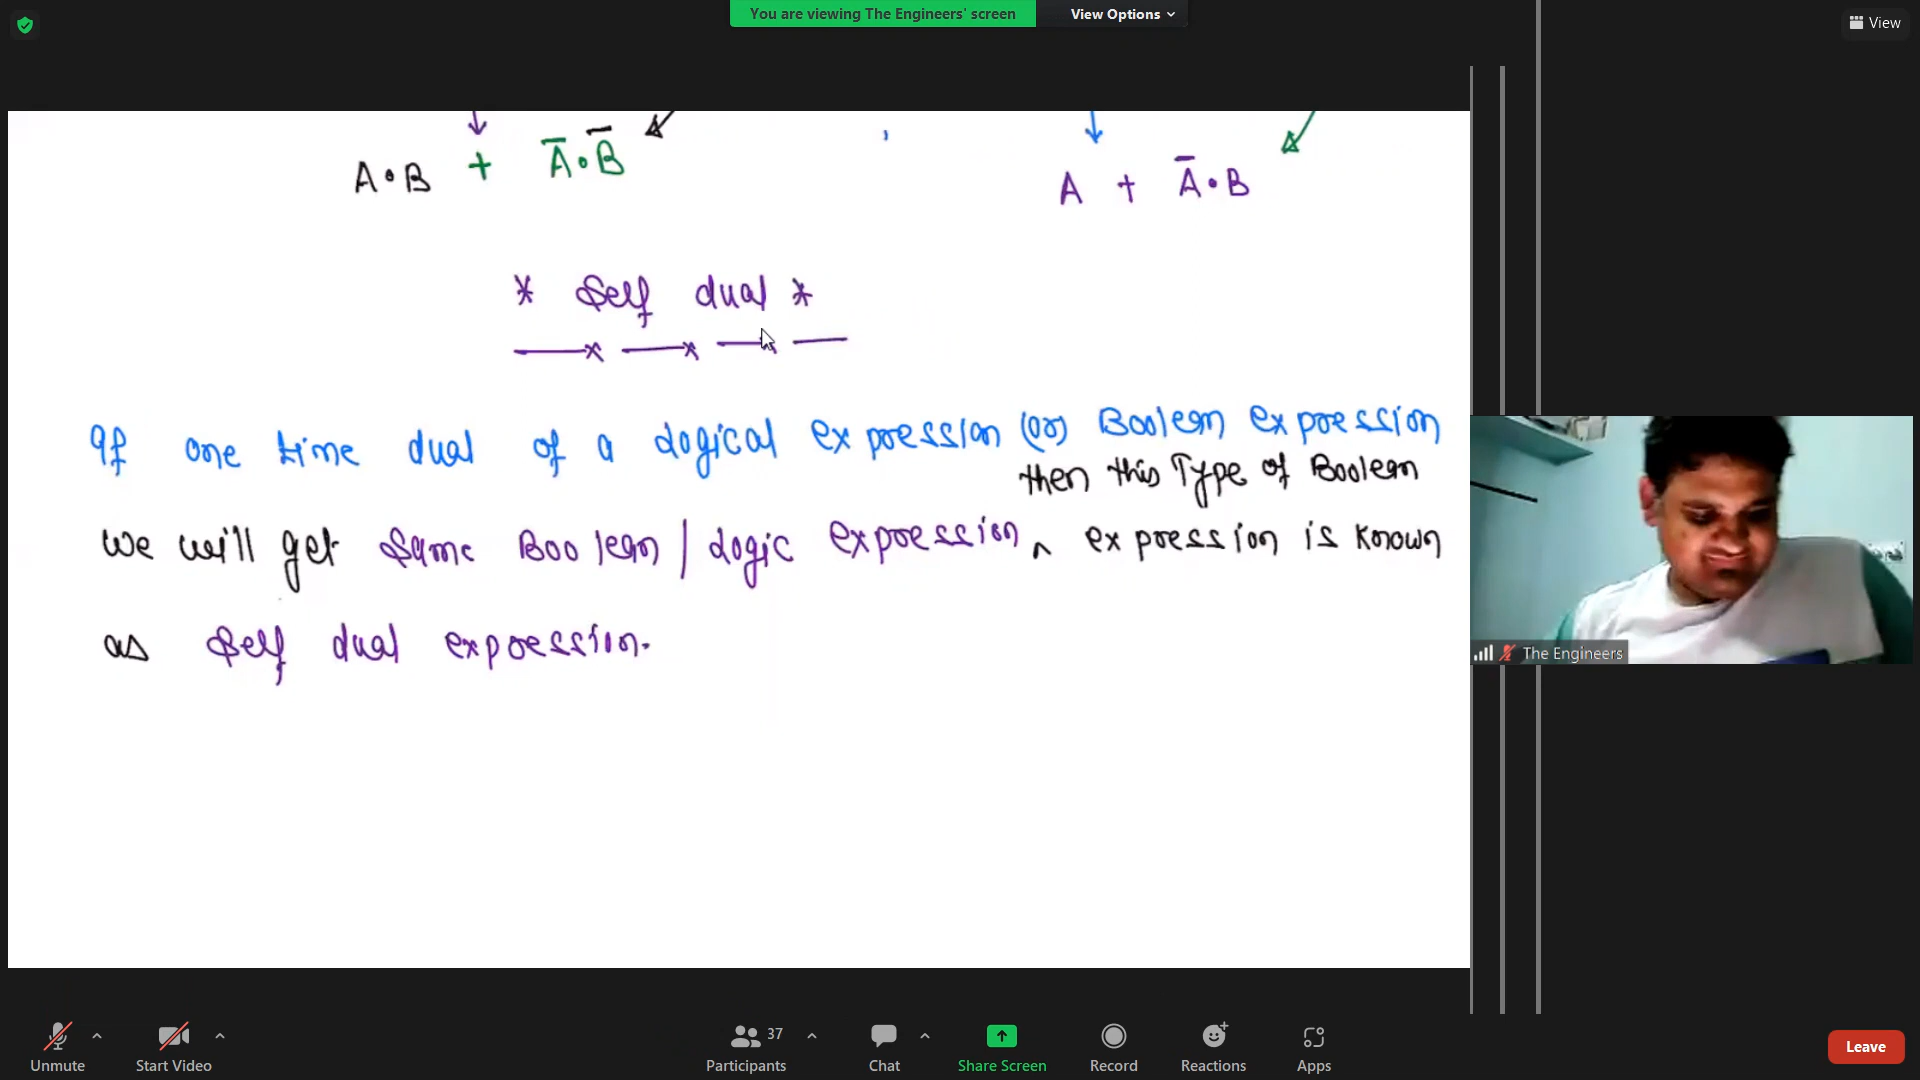 You are viewing The Engineers' screen
View Options
View
A•B + A̅•B̅
A + A̅•B
* Self dual *
If one time dual of a Logical expression (or) Boolean expression
then this Type of Boolean
we will get same Boolean / Logic expression ^ expression is known
as self dual expression.
The Engineers
Unmute
Start Video
37
Participants
Chat
Share Screen
Record
Reactions
Apps
Leave